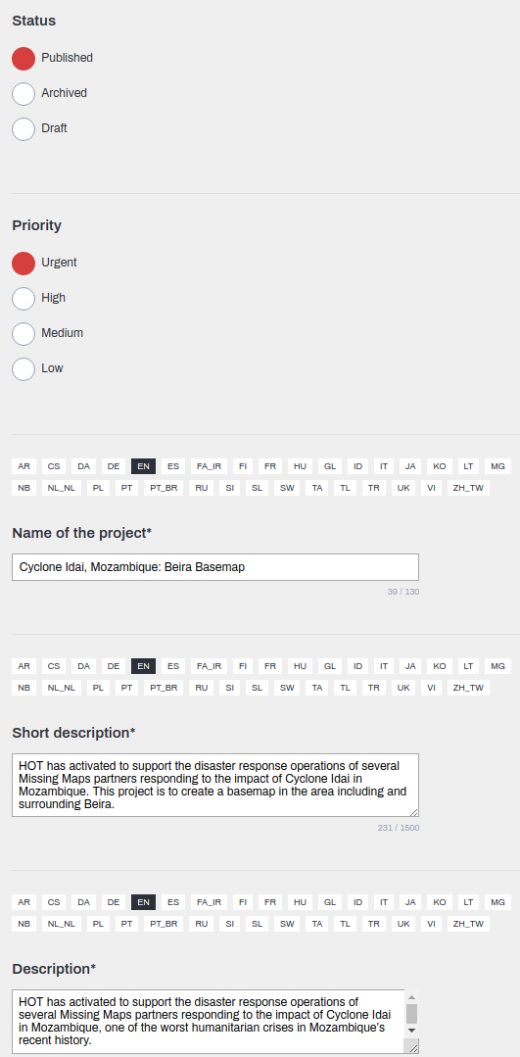 Status
Published
Archived
Draft
Priority
Urgent
High
Medium
Low
AR CS DA DE EN ES FA_IR FI FR HU GL ID IT JA KO LT MG
NB NL_NL PL PT PT_BR RU SI SL SW TA TL TR UK VI ZH_TW
Name of the project*
Cyclone Idai, Mozambique: Beira Basemap
39 / 130
AR CS DA DE EN ES FA_IR FI FR HU GL ID IT JA KO LT MG
NB NL_NL PL PT PT_BR RU SI SL SW TA TL TR UK VI ZH_TW
Short description*
HOT has activated to support the disaster response operations of several
Missing Maps partners responding to the impact of Cyclone Idai in
Mozambique. This project is to create a basemap in the area including and
surrounding Beira.
231 / 1500
AR CS DA DE EN ES FA_IR FI FR HU GL ID IT JA KO LT MG
NB NL_NL PL PT PT_BR RU SI SL SW TA TL TR UK VI ZH_TW
Description*
HOT has activated to support the disaster response operations of
several Missing Maps partners responding to the impact of Cyclone Idai
in Mozambique, one of the worst humanitarian crises in Mozambique's
recent history.